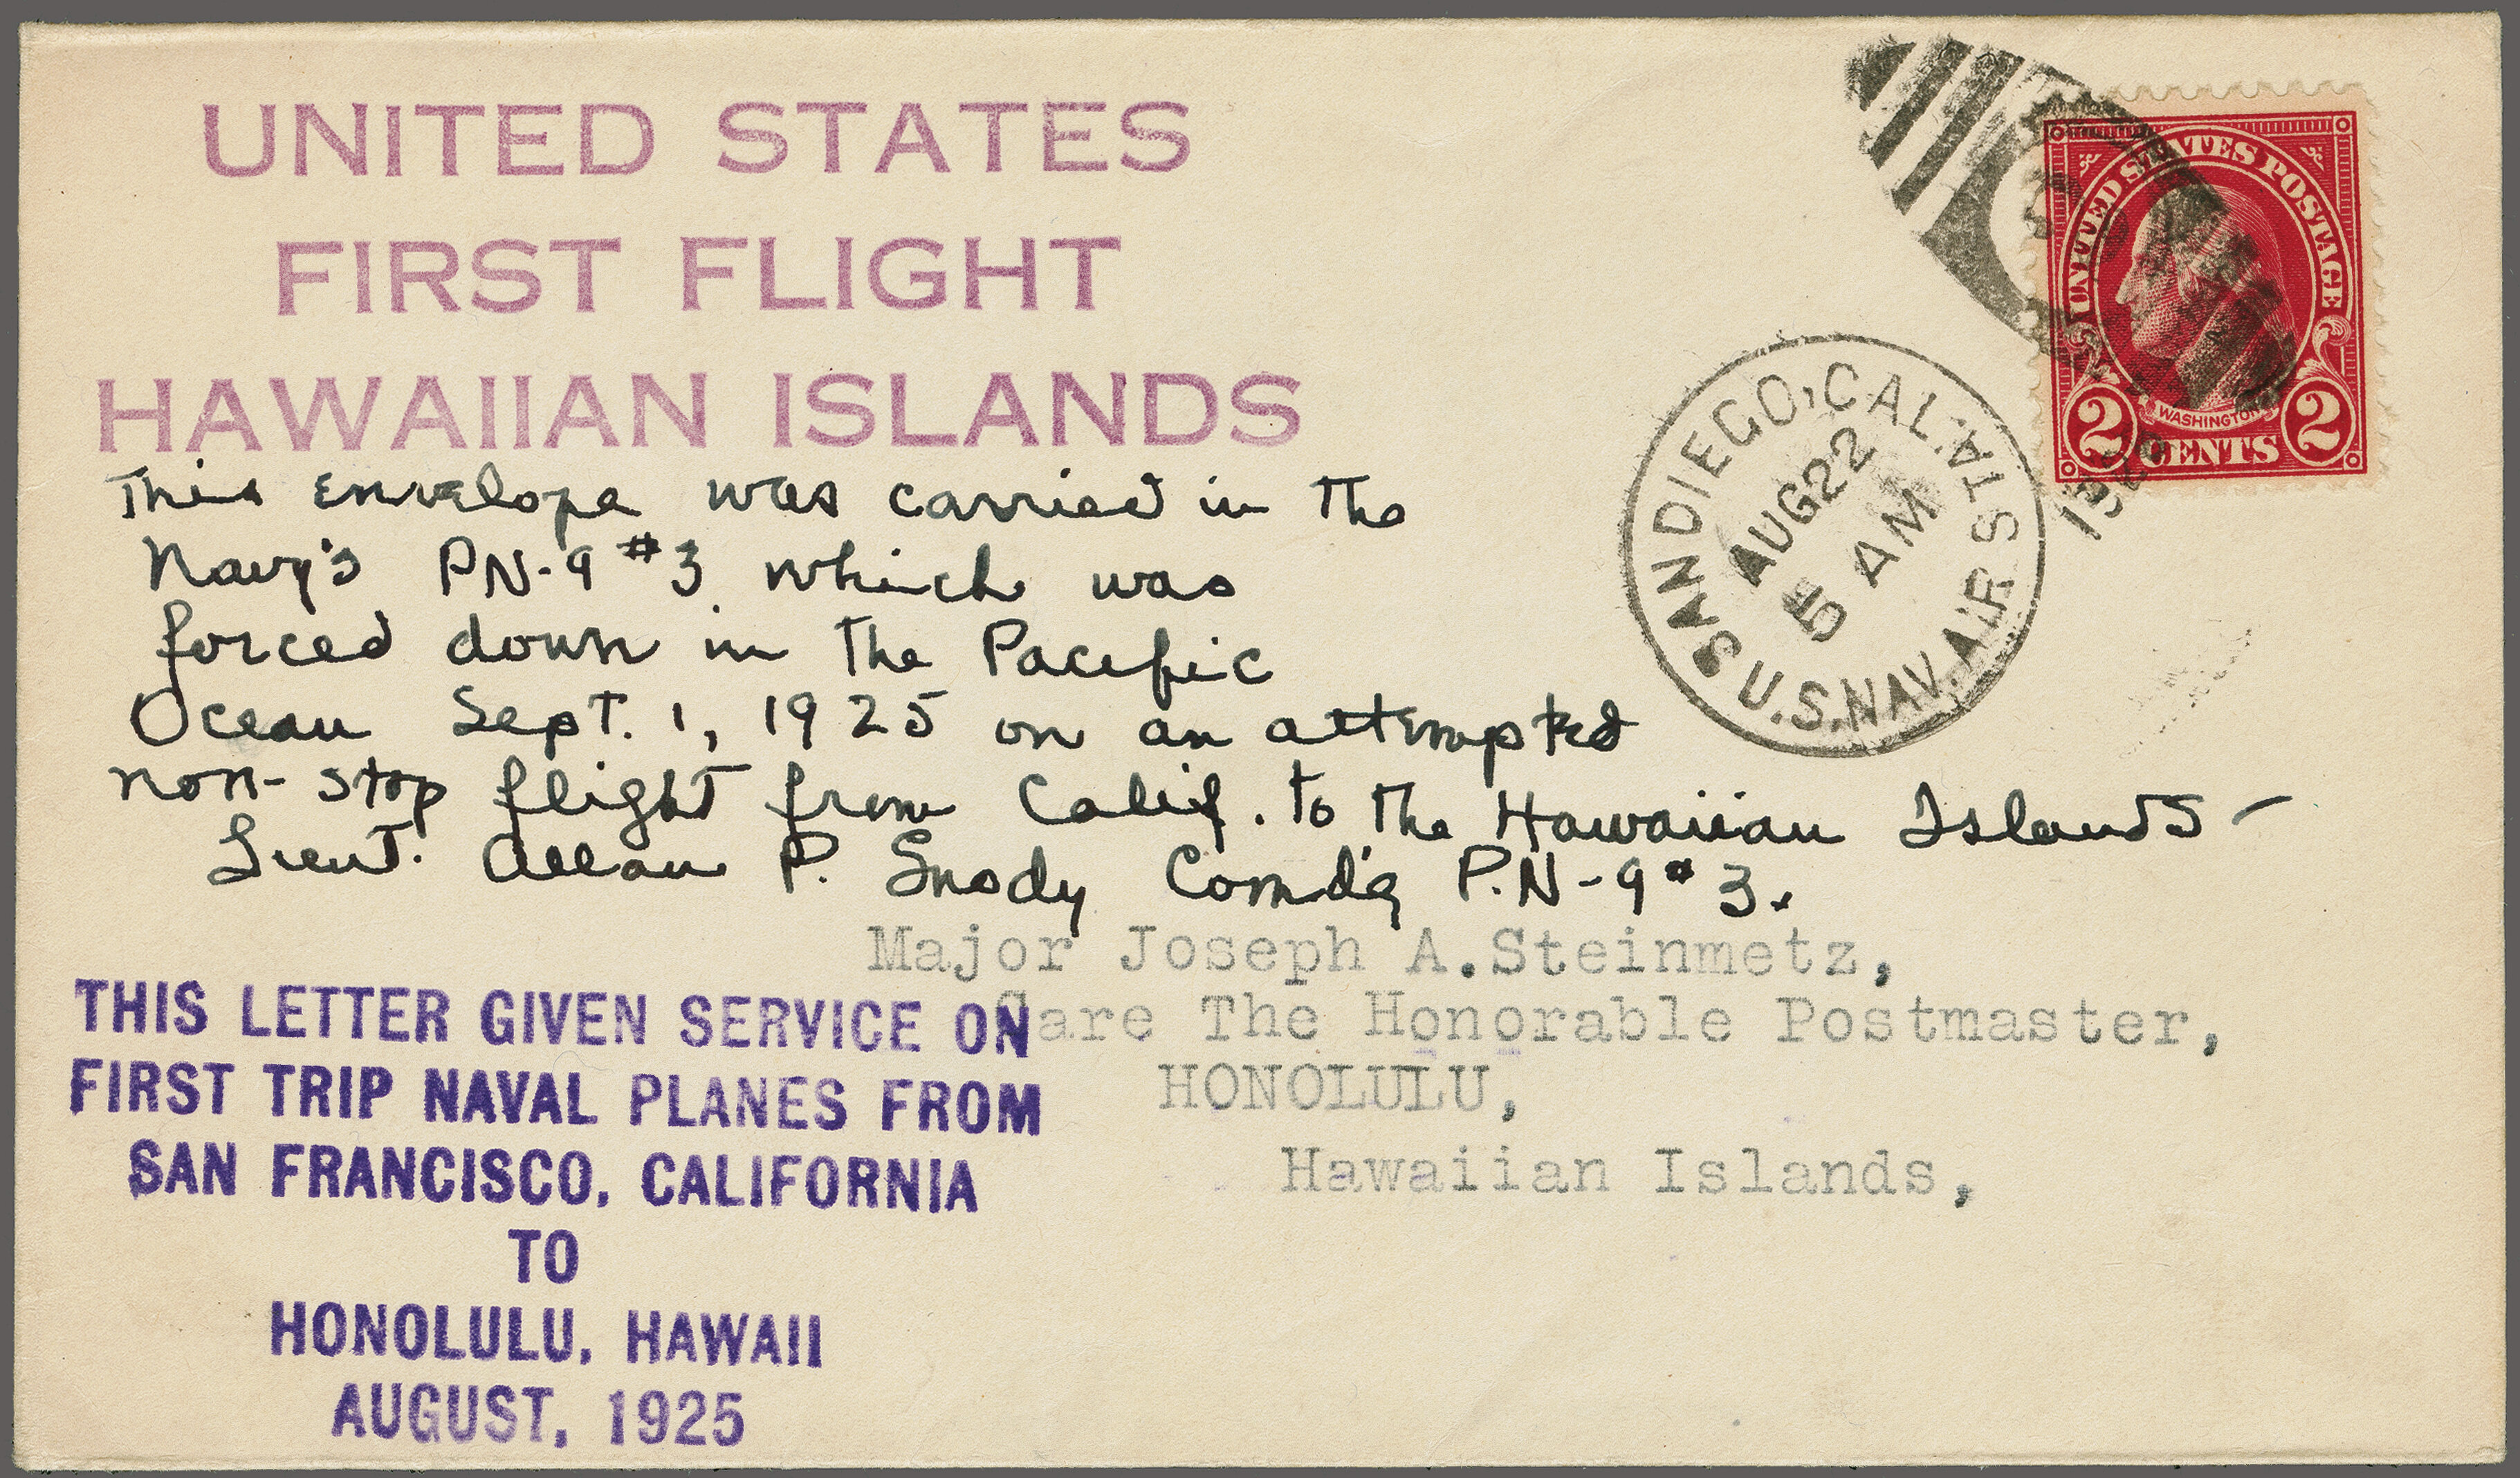 UNITED STATES
FIRST FLIGHT
HAWAIIAN ISLANDS
UNITED STATES POSTAGE
WASHINGTON
2 CENTS 2
SAN DIEGO, CAL.
AUG 22
5 AM
U.S.NAV.AIR STA.
This envelope was carried in the
Navy's PN-9 #3 which was
forced down in the Pacific
Ocean Sept. 1, 1925 on an attempted
non-stop flight from Calif. to the Hawaiian Islands-
Lieut. Allan P. Snody Comd'g P.N-9 #3.
Major Joseph A.Steinmetz,
Care The Honorable Postmaster,
HONOLULU,
Hawaiian Islands,
THIS LETTER GIVEN SERVICE ON
FIRST TRIP NAVAL PLANES FROM
SAN FRANCISCO, CALIFORNIA
TO
HONOLULU, HAWAII
AUGUST, 1925